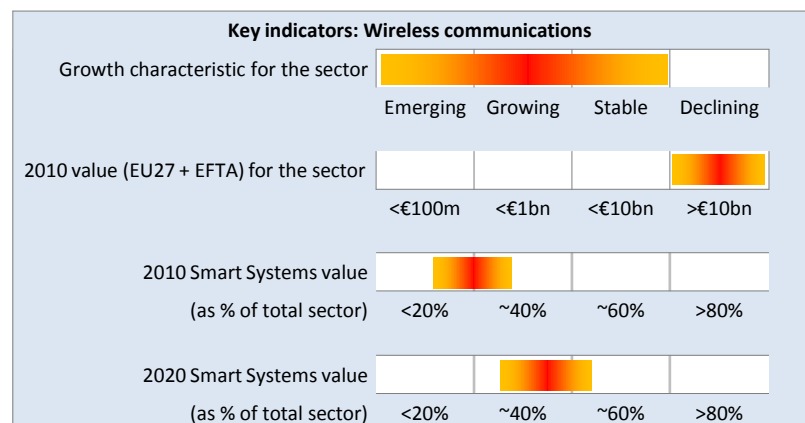 Key indicators: Wireless communications
Growth characteristic for the sector
Emerging Growing Stable Declining
2010 value (EU27 + EFTA) for the sector
<€100m <€1bn <€10bn >€10bn
2010 Smart Systems value
(as % of total sector) <20% ~40% ~60% >80%
2020 Smart Systems value
(as % of total sector) <20% ~40% ~60% >80%